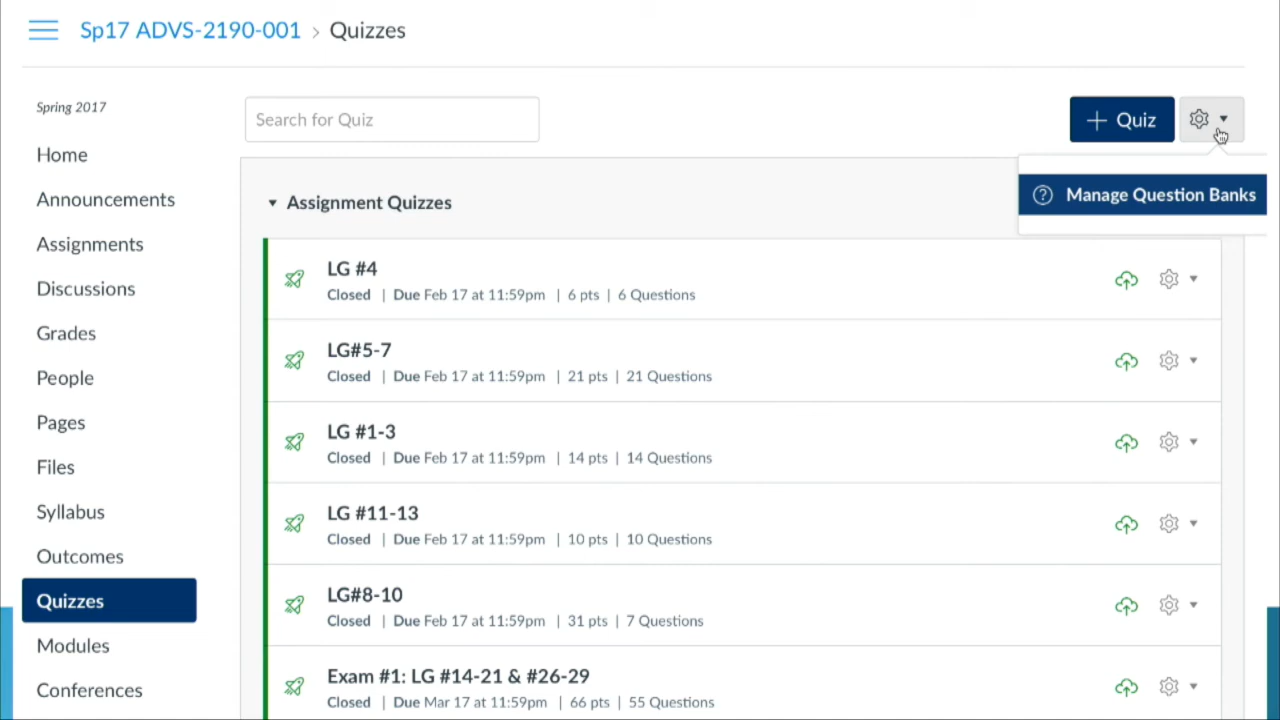 Sp17 ADVS-2190-001 › Quizzes
Spring 2017
Home
Announcements
Assignments
Discussions
Grades
People
Pages
Files
Syllabus
Outcomes
Quizzes
Modules
Conferences
Search for Quiz
+ Quiz
Manage Question Banks
Assignment Quizzes
LG #4
Closed | Due Feb 17 at 11:59pm | 6 pts | 6 Questions
LG#5-7
Closed | Due Feb 17 at 11:59pm | 21 pts | 21 Questions
LG #1-3
Closed | Due Feb 17 at 11:59pm | 14 pts | 14 Questions
LG #11-13
Closed | Due Feb 17 at 11:59pm | 10 pts | 10 Questions
LG#8-10
Closed | Due Feb 17 at 11:59pm | 31 pts | 7 Questions
Exam #1: LG #14-21 & #26-29
Closed | Due Mar 17 at 11:59pm | 66 pts | 55 Questions